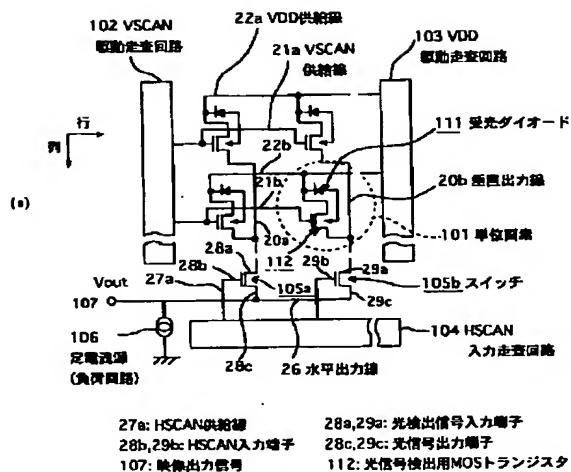 22a VDD供給線
102 VSCAN
駆動走査回路
21a VSCAN
供給線
103 VDD
駆動走査回路
行
列
22b
111 受光ダイオード
20b 垂直出力線
(a)
21b
20a
101 単位画素
28a
112
29b
29a
Vout
28b
27a
105a
105b スイッチ
107
29c
106
定電流源
(負荷回路)
28c
26 水平出力線
104 HSCAN
入力走査回路
27a: HSCAN供給線
28a,29a: 光検出信号入力端子
28b,29b: HSCAN入力端子
28c,29c: 光信号出力端子
107: 映像出力信号
112: 光信号検出用MOSトランジスタ